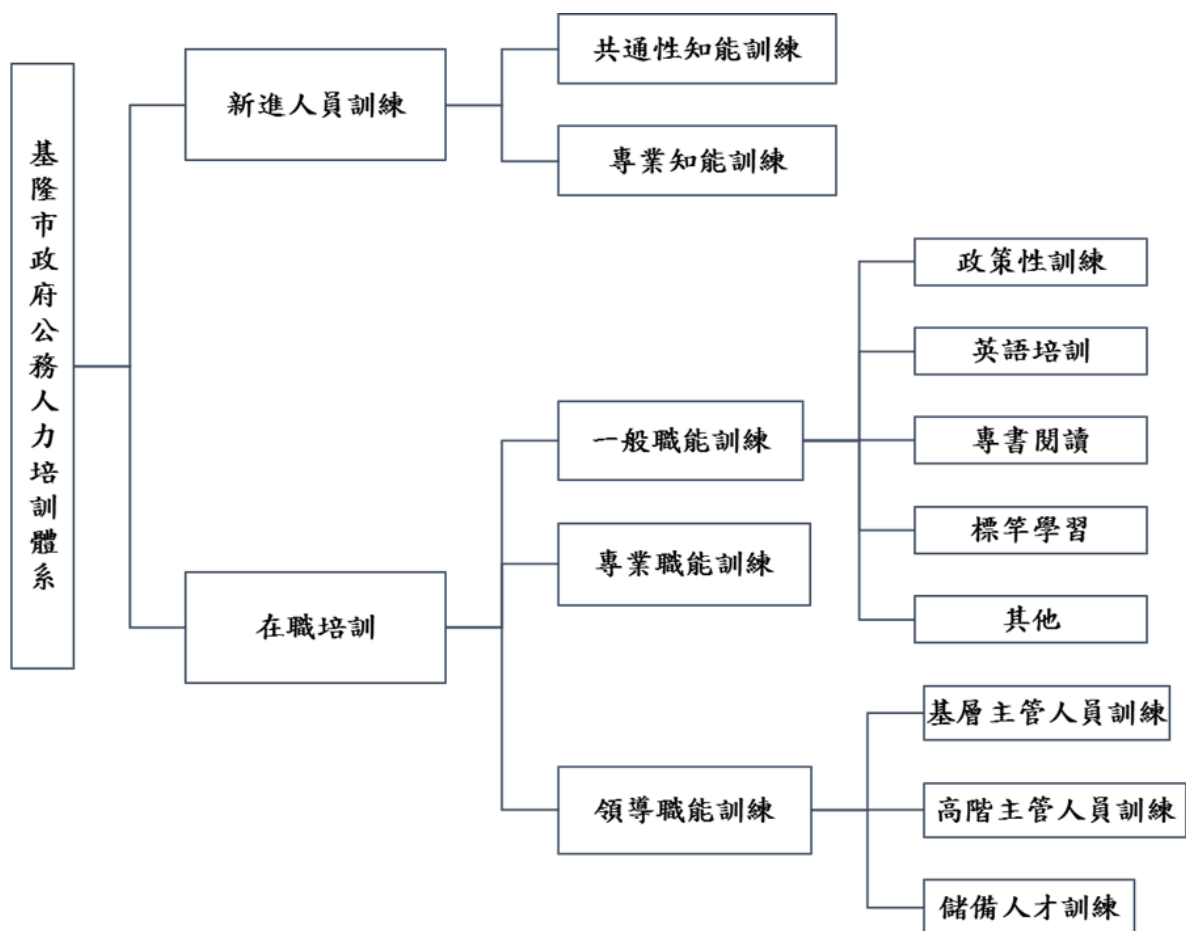 基隆市政府公務人力培訓體系
新進人員訓練
共通性知能訓練
專業知能訓練
在職培訓
一般職能訓練
政策性訓練
英語培訓
專書閱讀
標竿學習
其他
專業職能訓練
領導職能訓練
基層主管人員訓練
高階主管人員訓練
儲備人才訓練